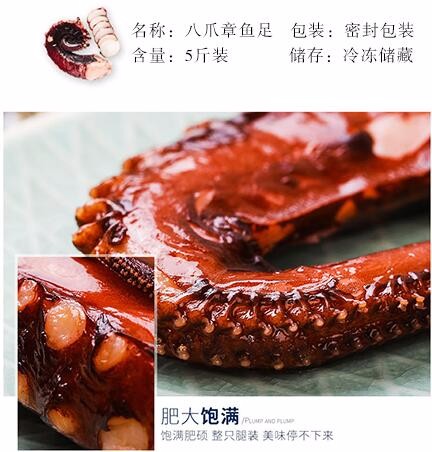 名称：八爪章鱼足 包装：密封包装
含量：5斤装 储存：冷冻储藏
肥大饱满/PLUMP AND PLUMP
饱满肥硕 整只腿装 美味停不下来